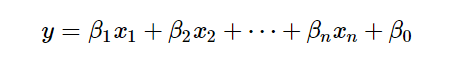 y = β₁x₁ + β₂x₂ + ⋯ + βₙxₙ + β₀